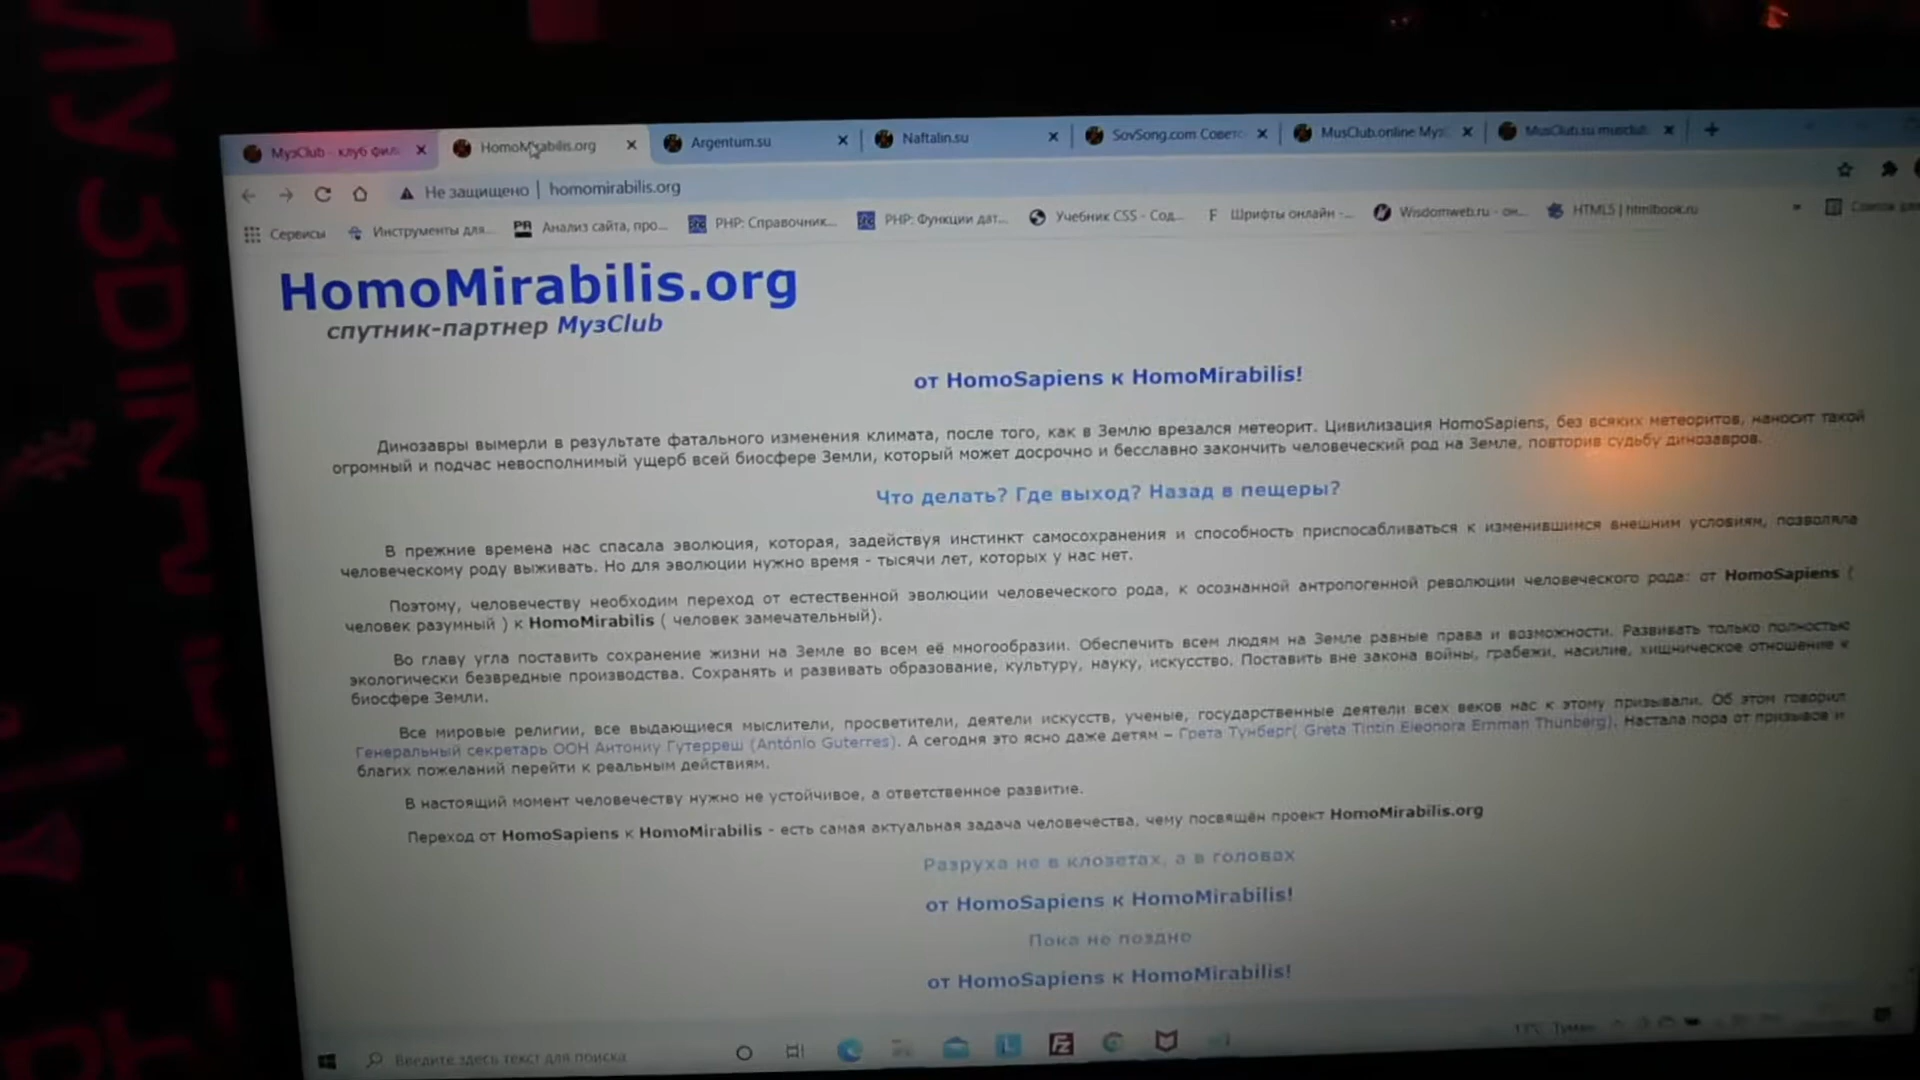 МузClub - клуб фил
HomoMirabilis.org
Argentum.su
Naftalin.su
SovSong.com Советс
MusClub.online Муз
MusClub.su musclub
Не защищено | homomirabilis.org
Сервисы
Инструменты для...
Анализ сайта, про...
PHP: Справочник...
PHP: Функции дат...
Учебник CSS - Сод...
Шрифты онлайн -...
Wisdomweb.ru - он...
HTML5 | htmlbook.ru
HomoMirabilis.org
спутник-партнер МузClub
от HomoSapiens к HomoMirabilis!
Динозавры вымерли в результате фатального изменения климата, после того, как в Землю врезался метеорит. Цивилизация HomoSapiens, без всяких метеоритов, наносит такой
огромный и подчас невосполнимый ущерб всей биосфере Земли, который может досрочно и бесславно закончить человеческий род на Земле, повторив судьбу динозавров.
Что делать? Где выход? Назад в пещеры?
В прежние времена нас спасала эволюция, которая, задействуя инстинкт самосохранения и способность приспосабливаться к изменившимся внешним условиям, позволяла
человеческому роду выживать. Но для эволюции нужно время - тысячи лет, которых у нас нет.
Поэтому, человечеству необходим переход от естественной эволюции человеческого рода, к осознанной антропогенной революции человеческого рода: от HomoSapiens (
человек разумный ) к HomoMirabilis ( человек замечательный).
Во главу угла поставить сохранение жизни на Земле во всем её многообразии. Обеспечить всем людям на Земле равные права и возможности. Развивать только полностью
экологически безвредные производства. Сохранять и развивать образование, культуру, науку, искусство. Поставить вне закона войны, грабежи, насилие, хищническое отношение к
биосфере Земли.
Все мировые религии, все выдающиеся мыслители, просветители, деятели искусств, ученые, государственные деятели всех веков нас к этому призывали. Об этом говорил
Генеральный секретарь ООН Антониу Гутерреш (António Guterres). А сегодня это ясно даже детям – Грета Тунберг( Greta Tintin Eleonora Ernman Thunberg). Настала пора от призывов и
благих пожеланий перейти к реальным действиям.
В настоящий момент человечеству нужно не устойчивое, а ответственное развитие.
Переход от HomoSapiens к HomoMirabilis - есть самая актуальная задача человечества, чему посвящён проект HomoMirabilis.org
Разруха не в клозетах, а в головах
от HomoSapiens к HomoMirabilis!
Пока не поздно
от HomoSapiens к HomoMirabilis!
Введите здесь текст для поиска
13°C Туман